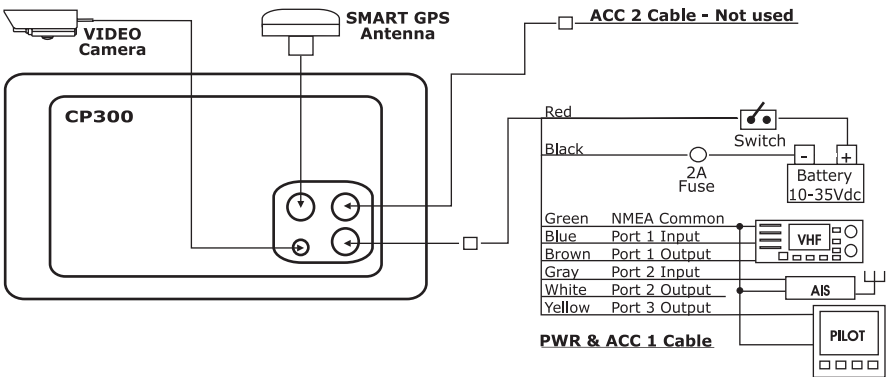 VIDEO
Camera
SMART GPS
Antenna
ACC 2 Cable - Not used
CP300
Red
Switch
Black
2A
Fuse
- +
Battery
10-35Vdc
Green NMEA Common
Blue Port 1 Input
Brown Port 1 Output
Gray Port 2 Input
White Port 2 Output
Yellow Port 3 Output
VHF
AIS
PILOT
PWR & ACC 1 Cable